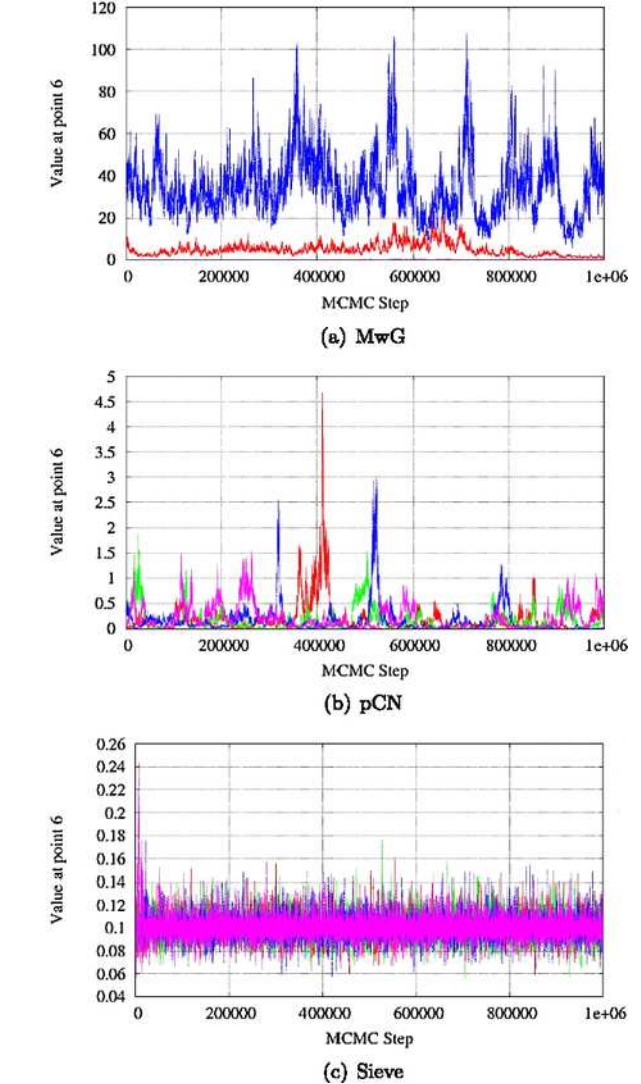 120
100
80
60
40
20
0
Value at point 6
0 200000 400000 600000 800000 1e+06
MCMC Step
(a) MwG
5
4.5
4
3.5
3
2.5
2
1.5
1
0.5
0
Value at point 6
0 200000 400000 600000 800000 1e+06
MCMC Step
(b) pCN
0.26
0.24
0.22
0.2
0.18
0.16
0.14
0.12
0.1
0.08
0.06
0.04
Value at point 6
0 200000 400000 600000 800000 1e+06
MCMC Step
(c) Sieve